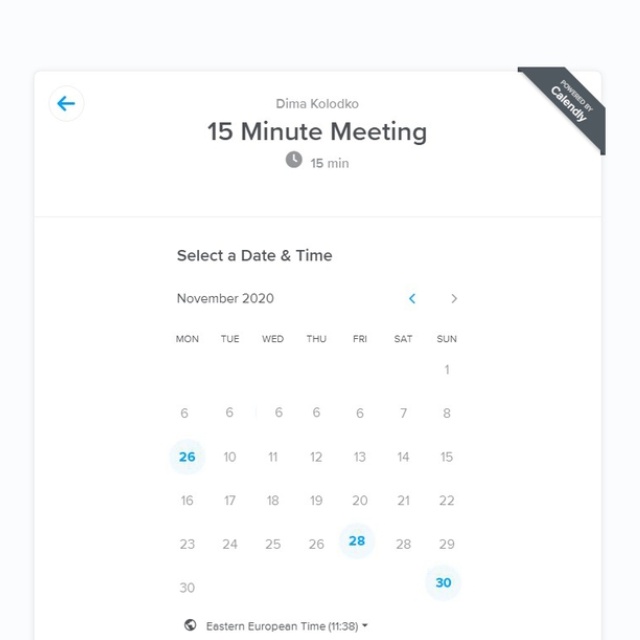 POWERED BY
Calendly
Dima Kolodko
15 Minute Meeting
15 min
Select a Date & Time
November 2020
MON TUE WED THU FRI SAT SUN
1
6 6 6 6 6 7 8
26 10 11 12 13 14 15
16 17 18 19 20 21 22
23 24 25 26 28 28 29
30 30
Eastern European Time (11:38)